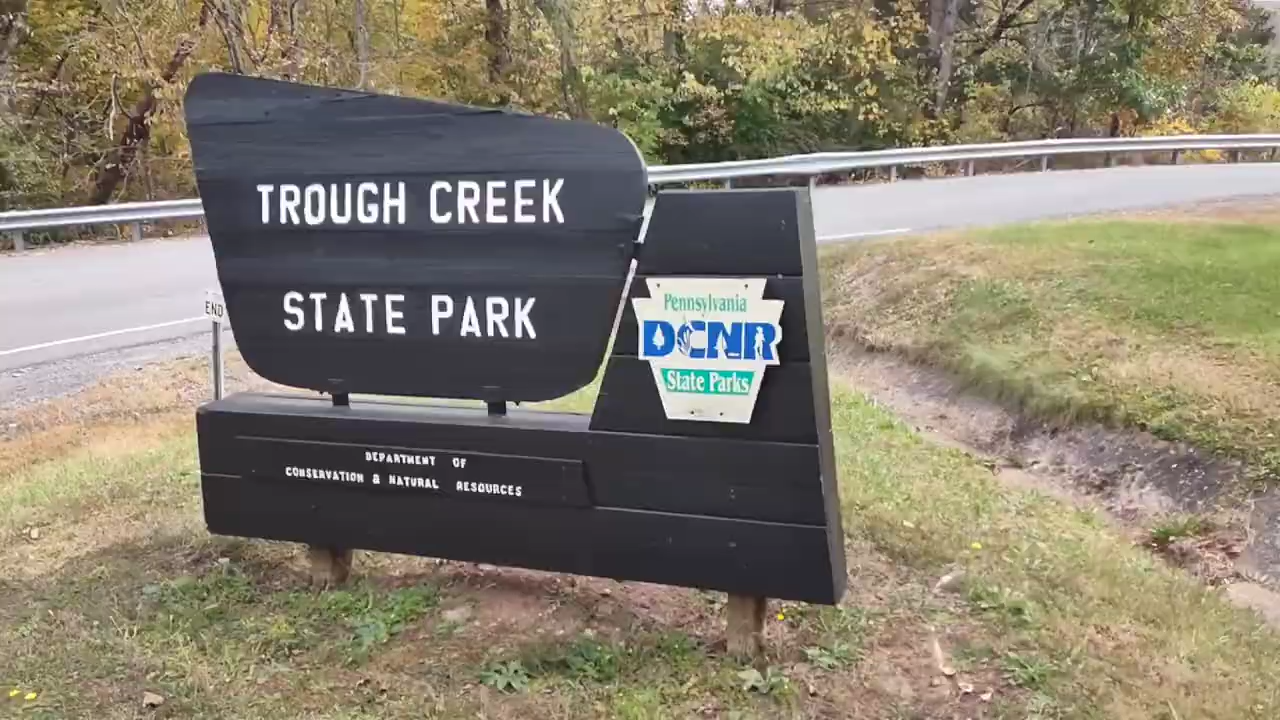 TROUGH CREEK
STATE PARK
END
Pennsylvania
DCNR
State Parks
DEPARTMENT OF
CONSERVATION & NATURAL RESOURCES